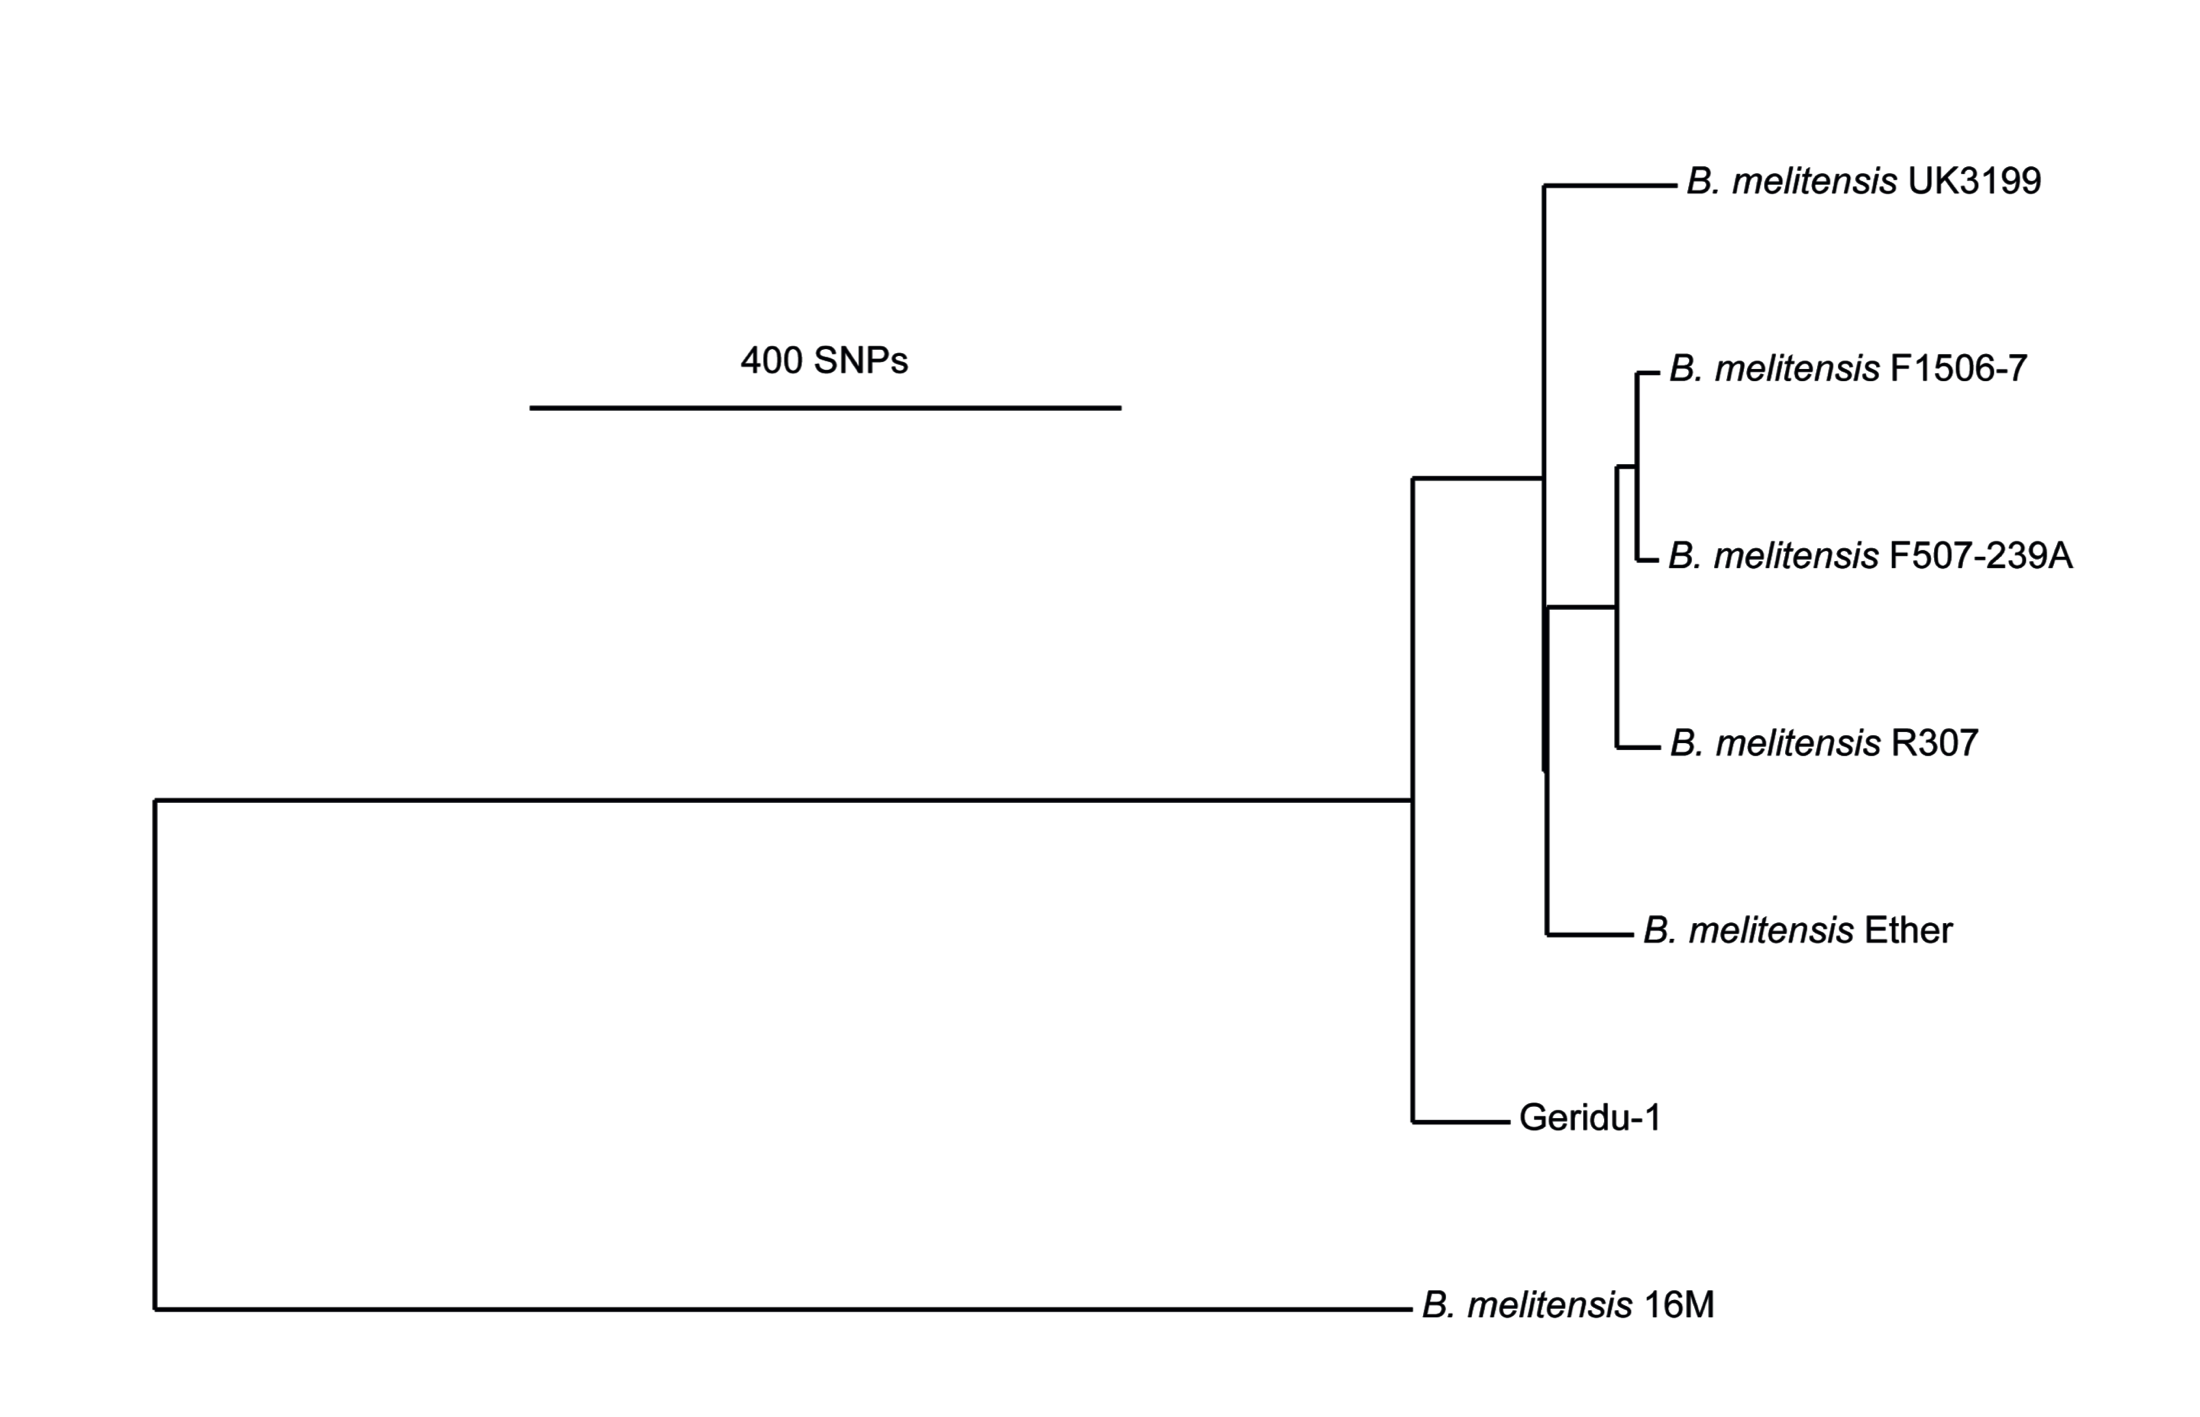 B. melitensis UK3199
400 SNPs
B. melitensis F1506-7
B. melitensis F507-239A
B. melitensis R307
B. melitensis Ether
Geridu-1
B. melitensis 16M